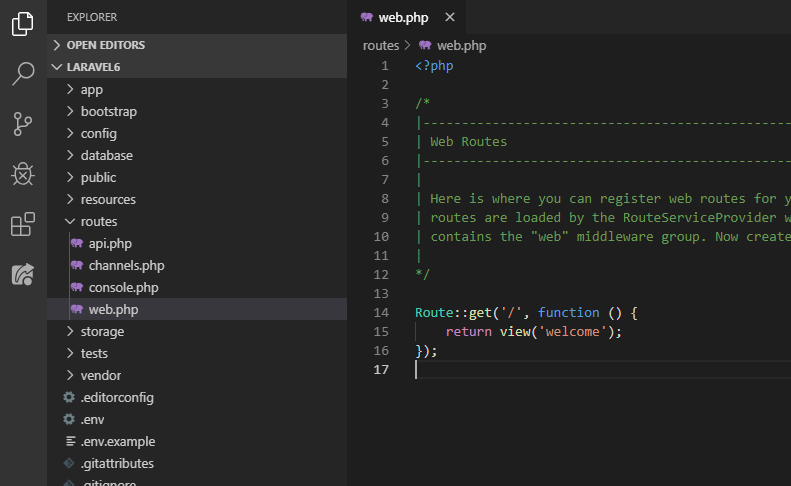 EXPLORER
OPEN EDITORS
LARAVEL6
app
bootstrap
config
database
public
resources
routes
api.php
channels.php
console.php
web.php
storage
tests
vendor
.editorconfig
.env
.env.example
.gitattributes
.gitignore
web.php
routes > web.php
1 <?php
2
3 /*
4 |--------------------------------------------------
5 | Web Routes
6 |--------------------------------------------------
7 |
8 | Here is where you can register web routes for y
9 | routes are loaded by the RouteServiceProvider w
10 | contains the "web" middleware group. Now create
11 |
12 */
13
14 Route::get('/', function () {
15 return view('welcome');
16 });
17